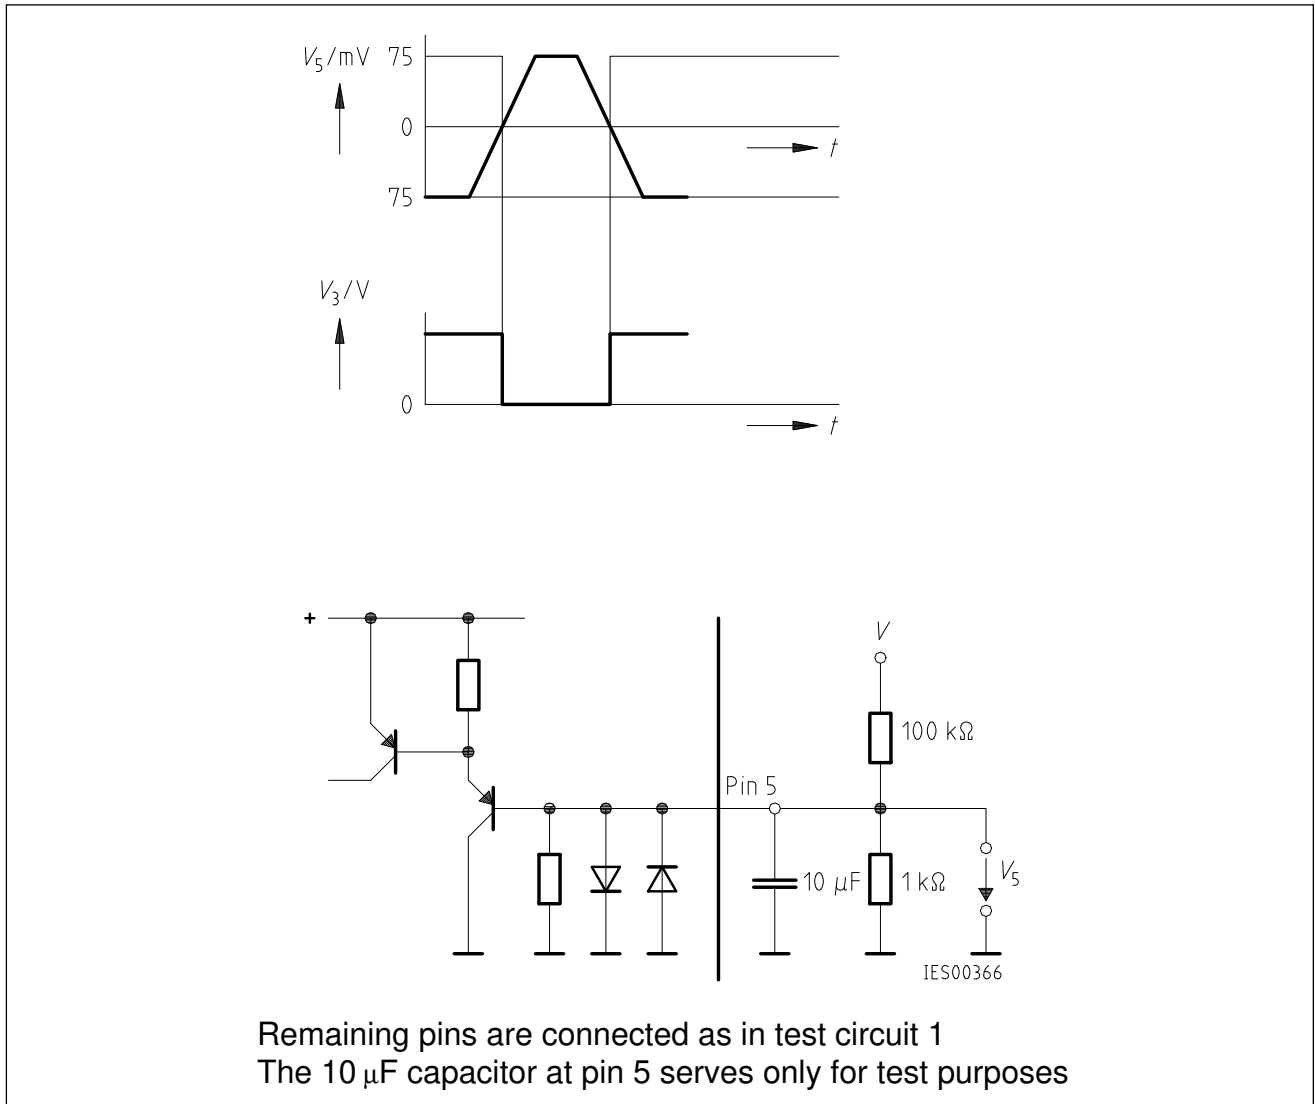 V5/mV
75
0
t
75
V3/V
0
t
+
V
100 kΩ
Pin 5
10 μF
1 kΩ
V5
IES00366
Remaining pins are connected as in test circuit 1
The 10 μF capacitor at pin 5 serves only for test purposes